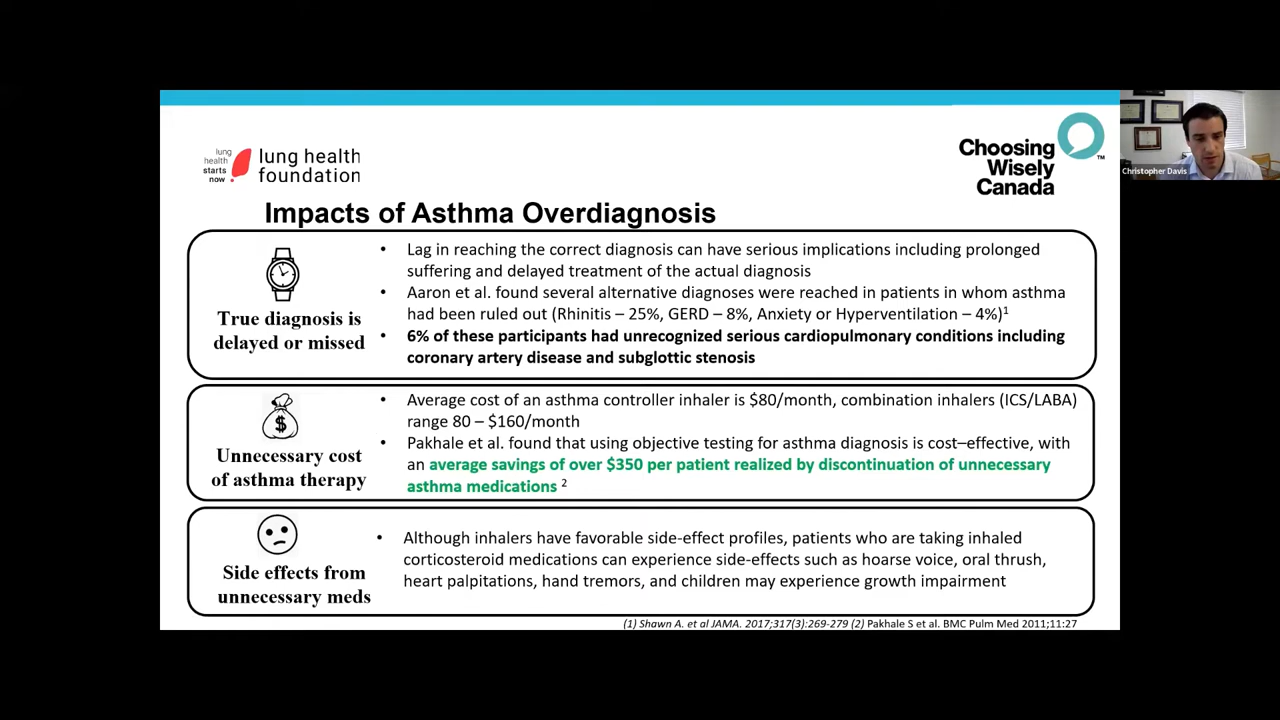 lung
health
starts
now
lung health
foundation
Choosing
Wisely
Canada
TM
Christopher Davis
Impacts of Asthma Overdiagnosis
True diagnosis is
delayed or missed
• Lag in reaching the correct diagnosis can have serious implications including prolonged
suffering and delayed treatment of the actual diagnosis
• Aaron et al. found several alternative diagnoses were reached in patients in whom asthma
had been ruled out (Rhinitis – 25%, GERD – 8%, Anxiety or Hyperventilation – 4%)1
• 6% of these participants had unrecognized serious cardiopulmonary conditions including
coronary artery disease and subglottic stenosis
$
Unnecessary cost
of asthma therapy
• Average cost of an asthma controller inhaler is $80/month, combination inhalers (ICS/LABA)
range 80 – $160/month
• Pakhale et al. found that using objective testing for asthma diagnosis is cost–effective, with
an average savings of over $350 per patient realized by discontinuation of unnecessary
asthma medications 2
Side effects from
unnecessary meds
• Although inhalers have favorable side-effect profiles, patients who are taking inhaled
corticosteroid medications can experience side-effects such as hoarse voice, oral thrush,
heart palpitations, hand tremors, and children may experience growth impairment
(1) Shawn A. et al JAMA. 2017;317(3):269-279 (2) Pakhale S et al. BMC Pulm Med 2011;11:27